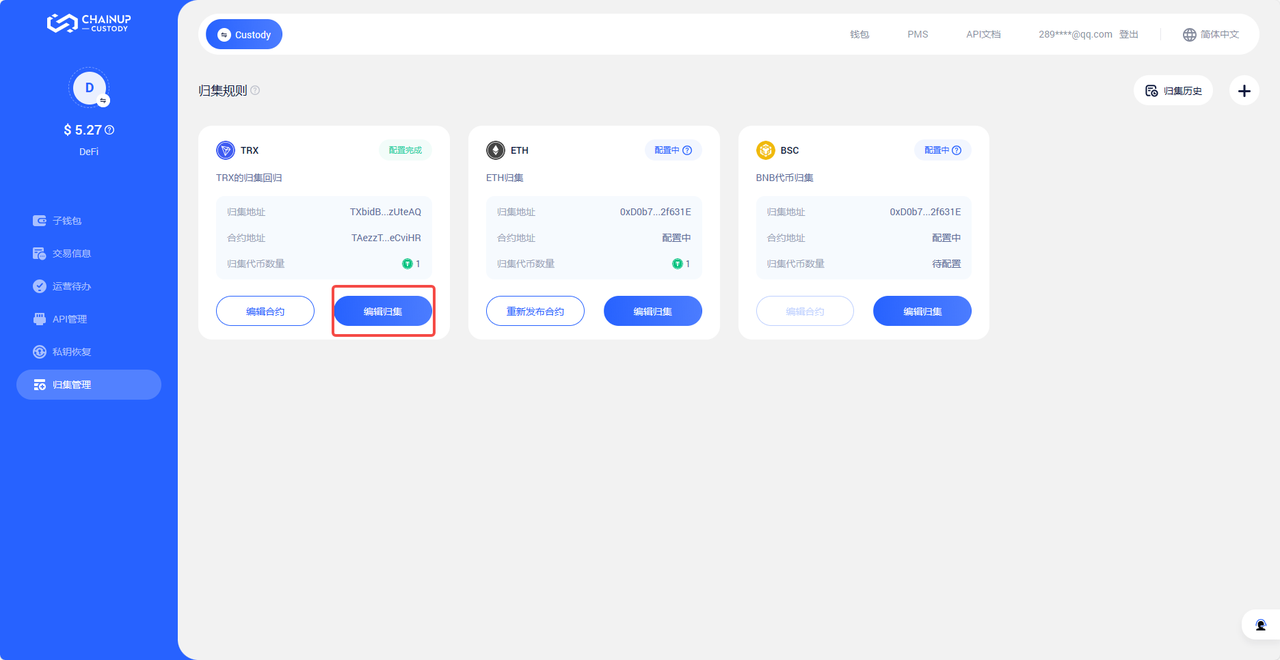 CHAINUP
CUSTODY
D
$ 5.27
DeFi
子钱包
交易信息
运营待办
API管理
私钥恢复
归集管理
Custody
钱包
PMS
API文档
289****@qq.com 登出
简体中文
归集规则
归集历史
TRX
配置完成
TRX的归集回归
归集地址 TXbidB...zUteAQ
合约地址 TAezzT...eCviHR
归集代币数量 1
编辑合约
编辑归集
ETH
配置中
ETH归集
归集地址 0xD0b7...2f631E
合约地址 配置中
归集代币数量 1
重新发布合约
编辑归集
BSC
配置中
BNB代币归集
归集地址 0xD0b7...2f631E
合约地址 配置中
归集代币数量 待配置
编辑合约
编辑归集